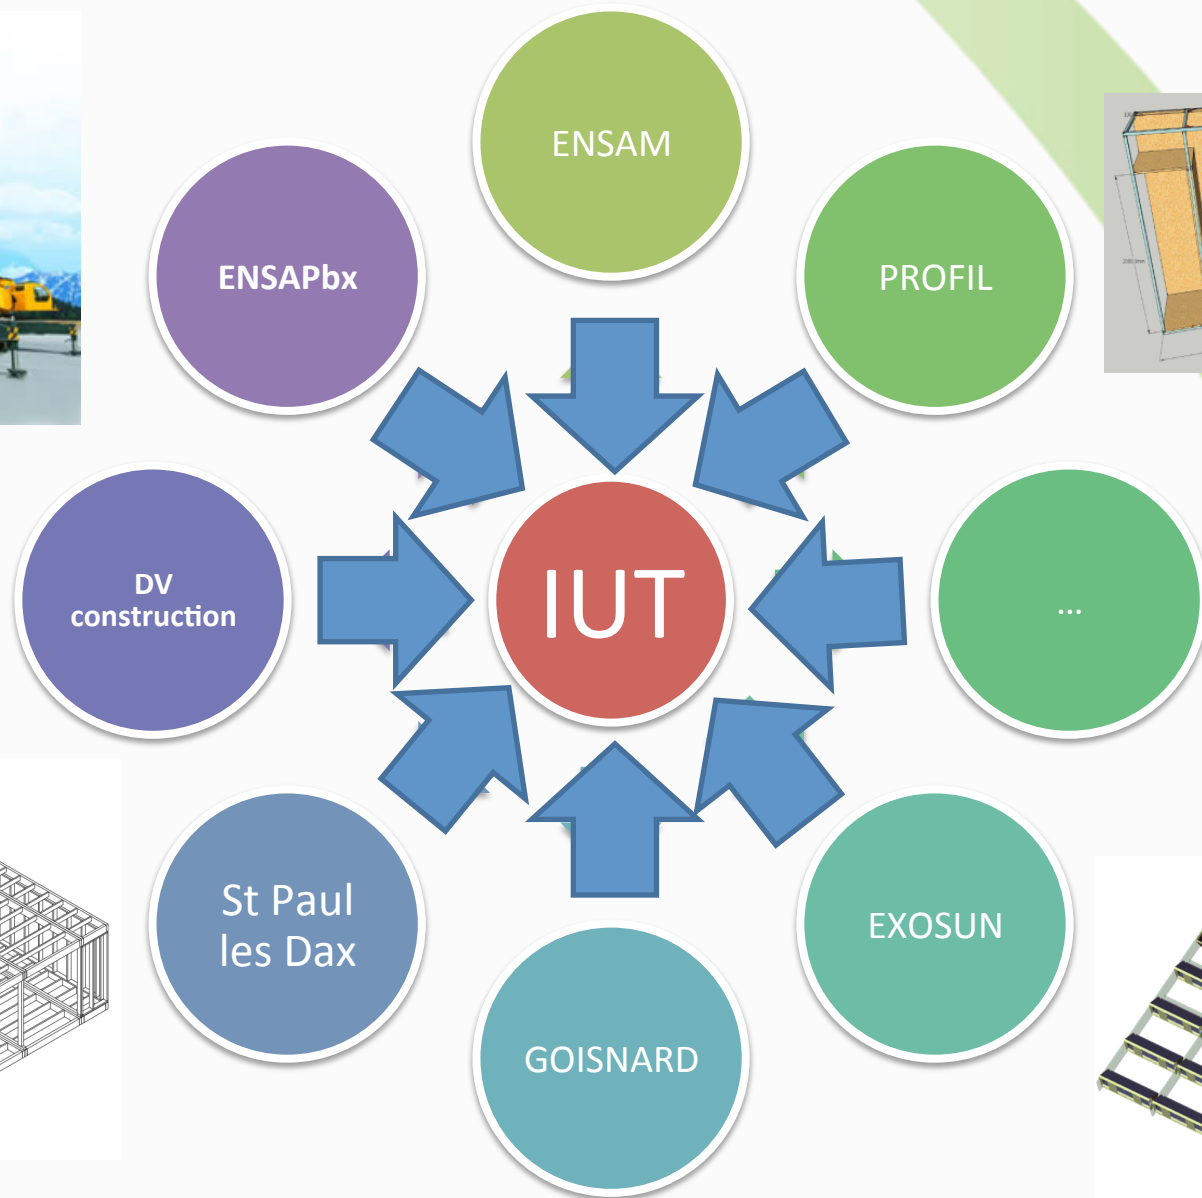 ENSAM
ENSAPbx
PROFIL
DV
construction
IUT
...
St Paul
les Dax
EXOSUN
GOISNARD